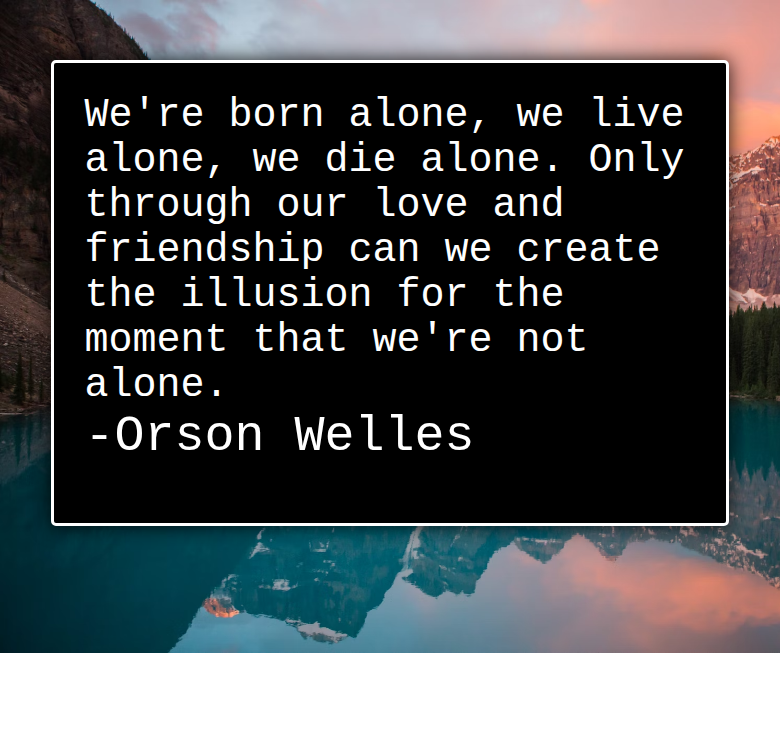 We're born alone, we live
alone, we die alone. Only
through our love and
friendship can we create
the illusion for the
moment that we're not
alone.
-Orson Welles